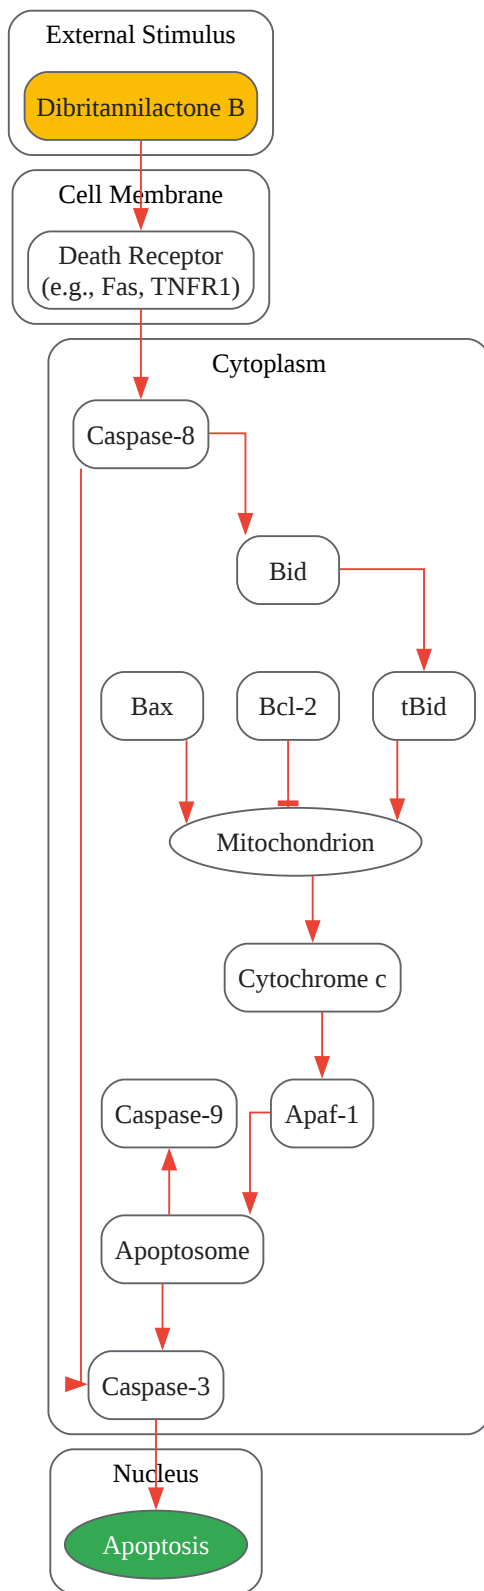 External Stimulus
Dibritannilactone B
Cell Membrane
Death Receptor
(e.g., Fas, TNFR1)
Cytoplasm
Caspase-8
Bid
Bax
Bcl-2
tBid
Mitochondrion
Cytochrome c
Caspase-9
Apaf-1
Apoptosome
Caspase-3
Nucleus
Apoptosis